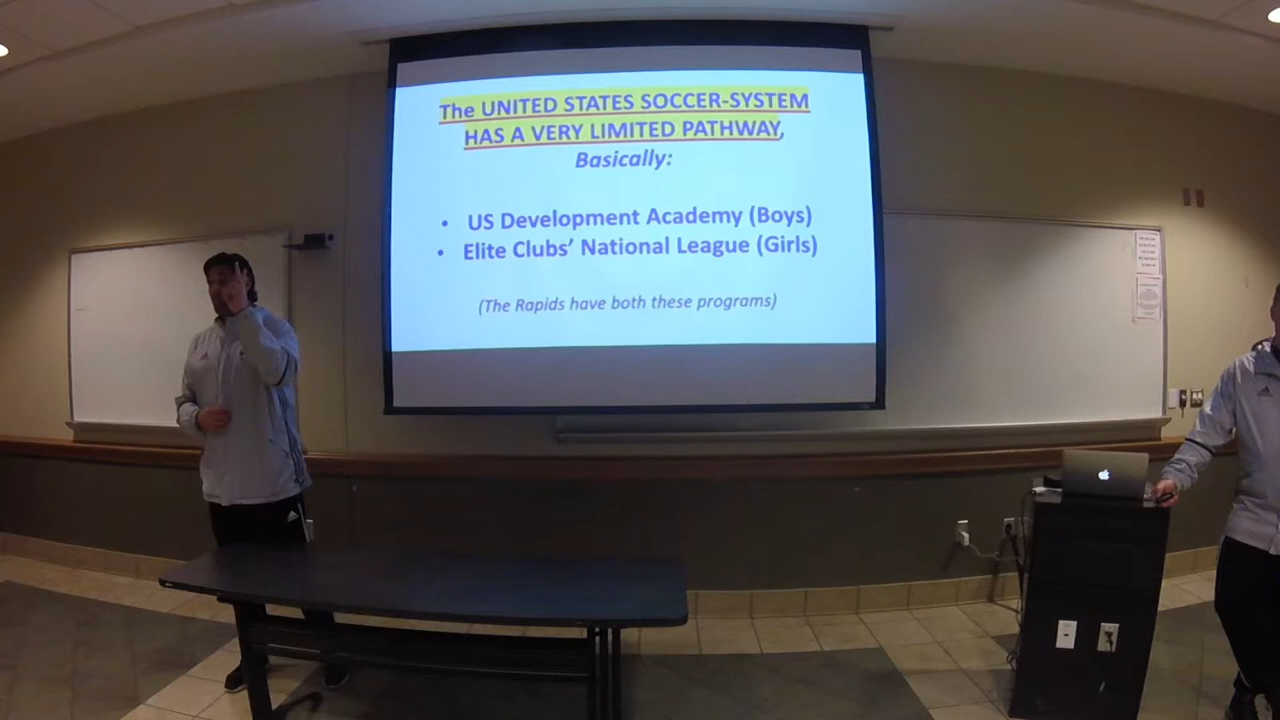 The UNITED STATES SOCCER-SYSTEM
HAS A VERY LIMITED PATHWAY,
Basically:
• US Development Academy (Boys)
• Elite Clubs' National League (Girls)
(The Rapids have both these programs)